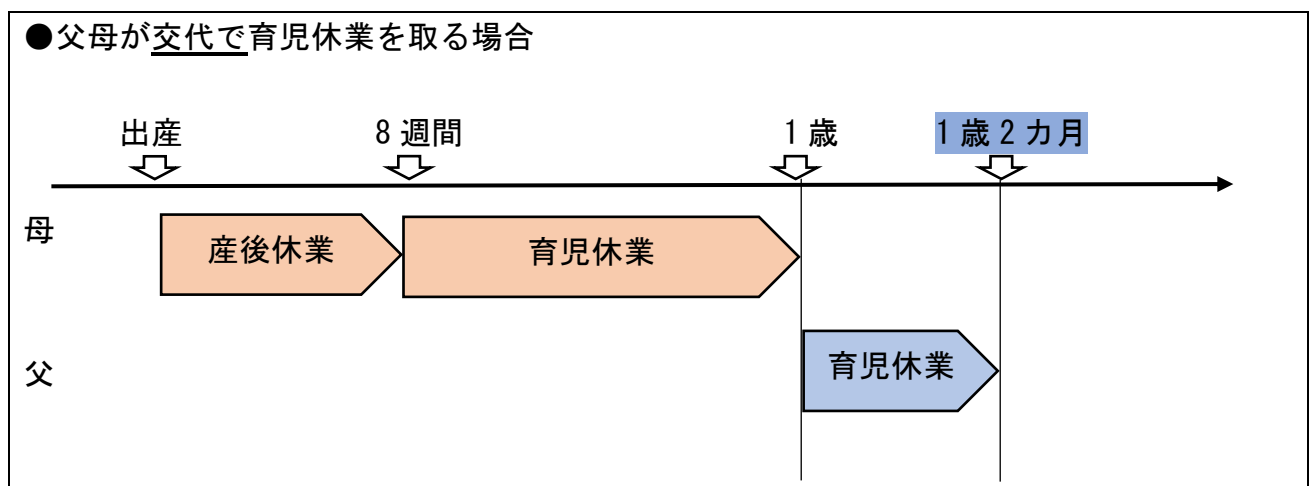 ●父母が交代で育児休業を取る場合
出産 8週間 1歳 1歳2カ月
母
産後休業 育児休業
父
育児休業